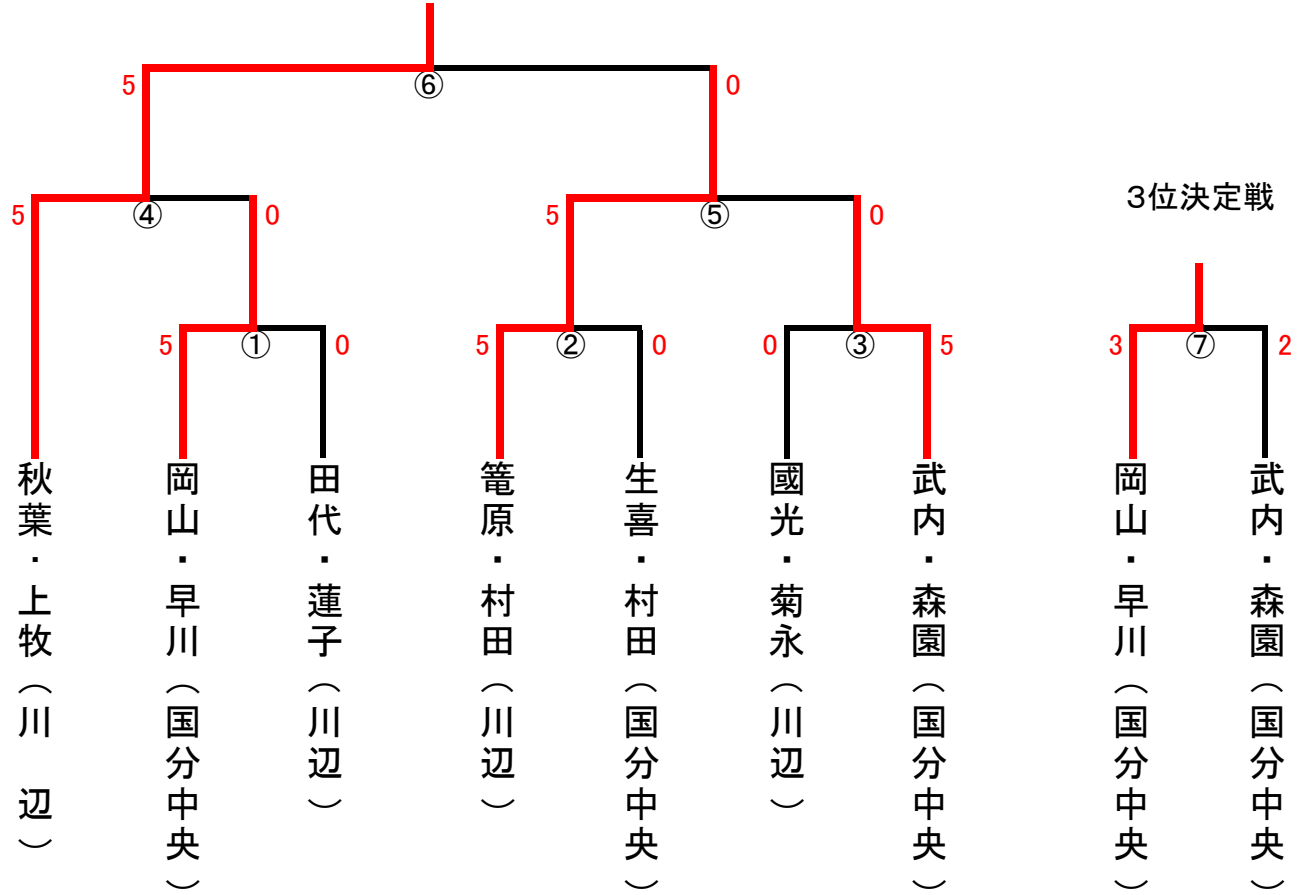 5
⑥
0
5
④
0
5
⑤
0
3位決定戦
5
①
0
5
②
0
0
③
5
3
⑦
2
秋葉・上牧（川　辺）
岡山・早川（国分中央）
田代・蓮子（川辺）
篭原・村田（川辺）
生喜・村田（国分中央）
國光・菊永（川辺）
武内・森園（国分中央）
岡山・早川（国分中央）
武内・森園（国分中央）